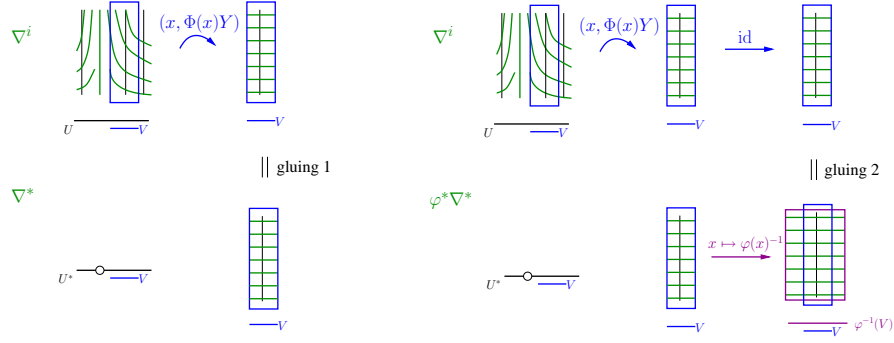 ∇^i (x, Φ(x)Y)
U V V
gluing 1
∇*
U* V V
∇^i (x, Φ(x)Y) id
U V V V
gluing 2
φ*∇*
x ↦ φ(x)^{-1}
U* V φ^{-1}(V)
V V